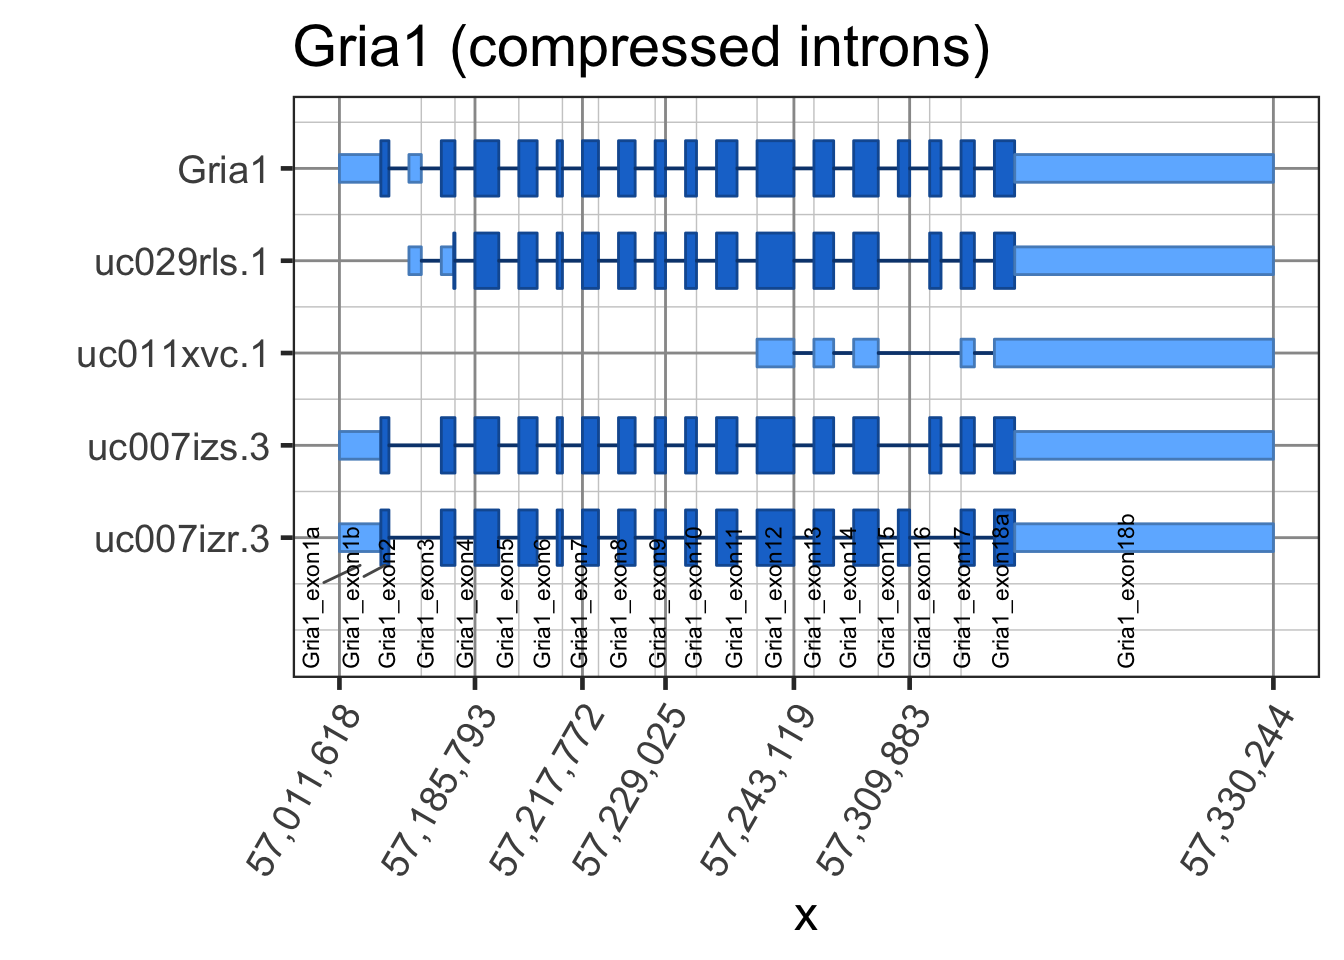 Gria1 (compressed introns)
Gria1
uc029rls.1
uc011xvc.1
uc007izs.3
uc007izr.3
Gria1_exon1a
Gria1_exon1b
Gria1_exon2
Gria1_exon3
Gria1_exon4
Gria1_exon5
Gria1_exon6
Gria1_exon7
Gria1_exon8
Gria1_exon9
Gria1_exon10
Gria1_exon11
Gria1_exon12
Gria1_exon13
Gria1_exon14
Gria1_exon15
Gria1_exon16
Gria1_exon17
Gria1_exon18a
Gria1_exon18b
57,011,618
57,185,793
57,217,772
57,229,025
57,243,119
57,309,883
57,330,244
x